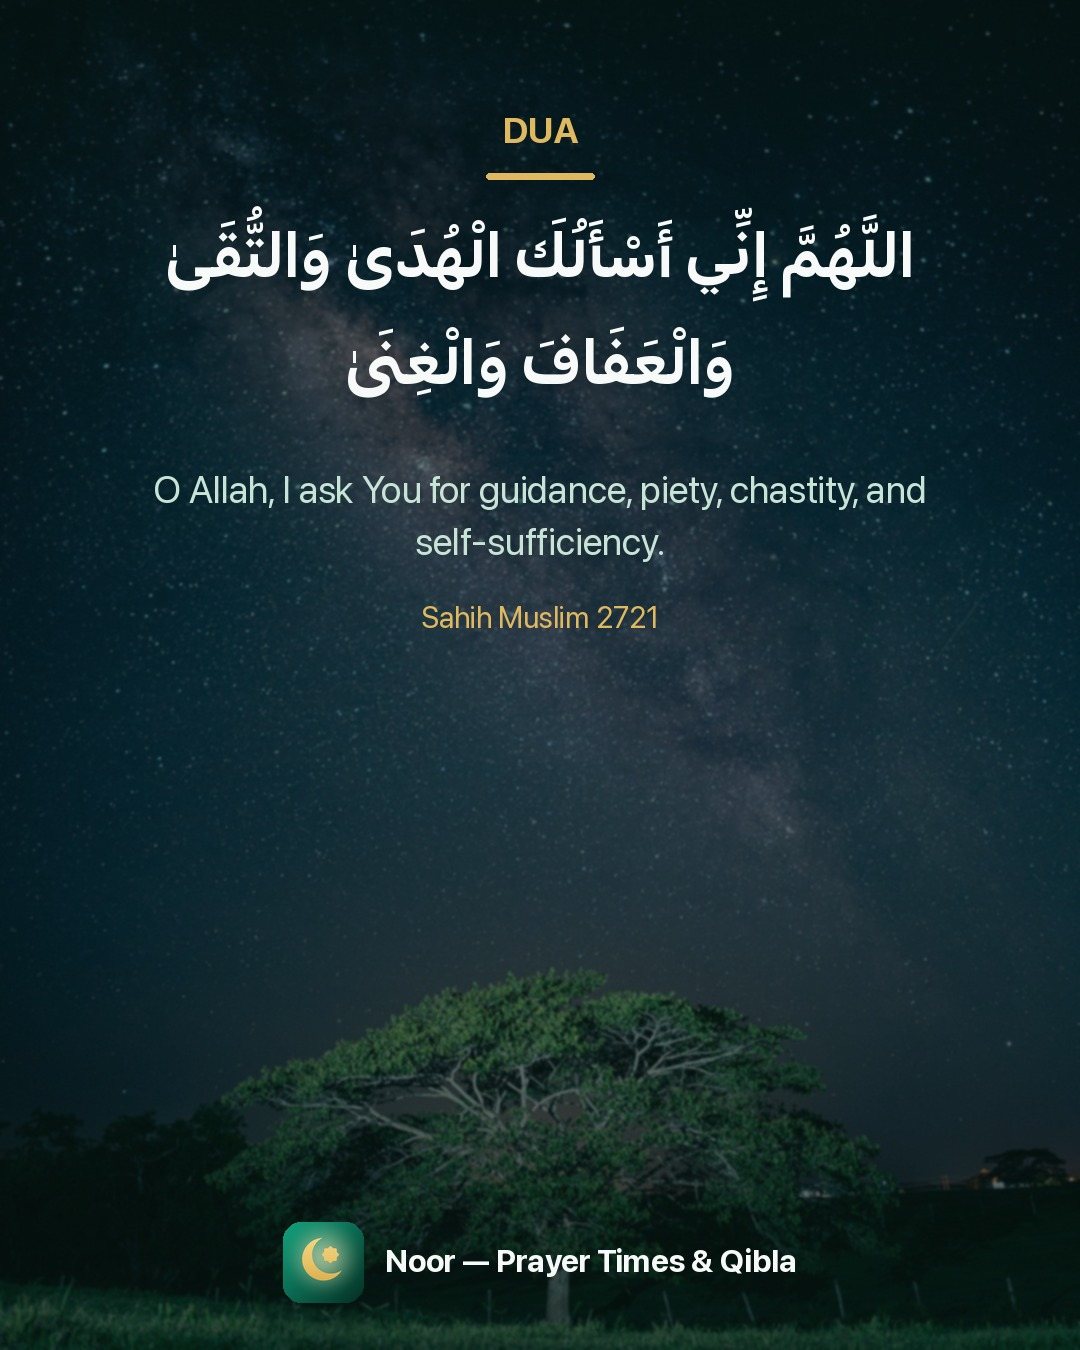 DUA
اللَّهُمَّ إِنِّي أَسْأَلُكَ الْهُدَىٰ وَالتُّقَىٰ
وَالْعَفَافَ وَالْغِنَىٰ
O Allah, I ask You for guidance, piety, chastity, and
self-sufficiency.
Sahih Muslim 2721
Noor — Prayer Times & Qibla